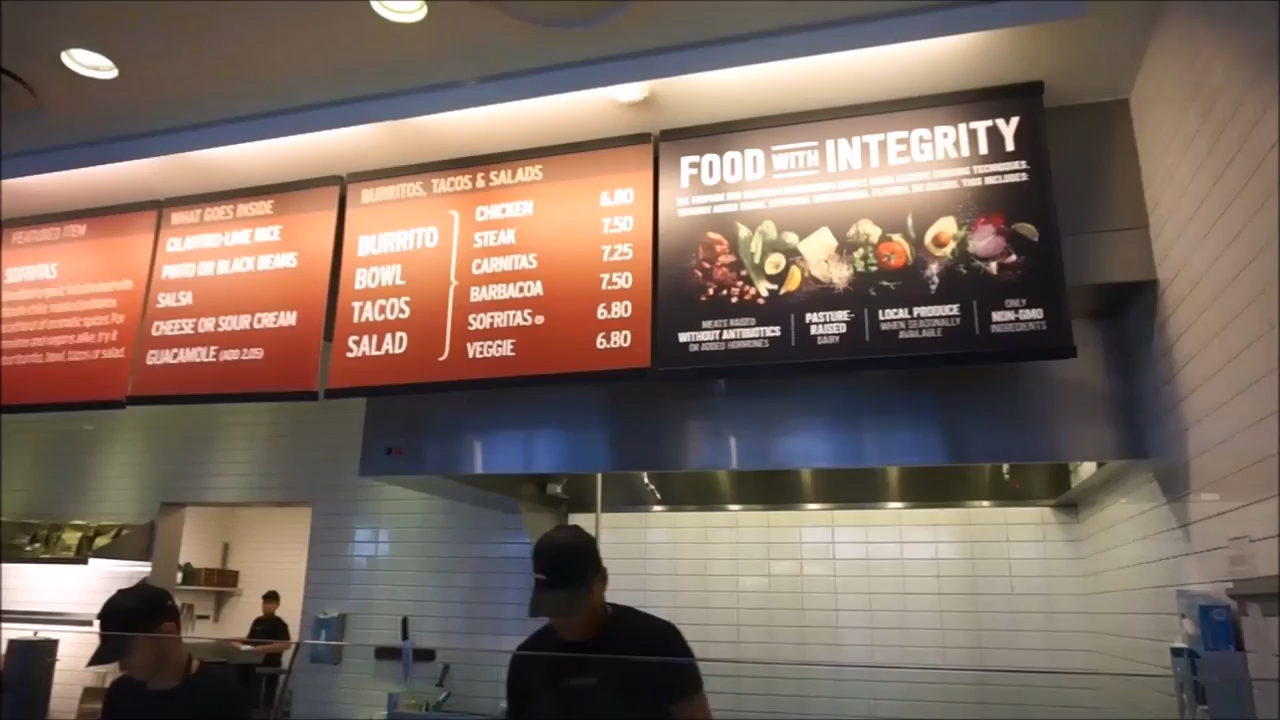 FEATURED ITEM
SOFRITAS
WHAT GOES INSIDE
CILANTRO-LIME RICE
PINTO OR BLACK BEANS
SALSA
CHEESE OR SOUR CREAM
GUACAMOLE (ADD 2.05)
BURRITOS, TACOS & SALADS
BURRITO
BOWL
TACOS
SALAD
CHICKEN 6.80
STEAK 7.50
CARNITAS 7.25
BARBACOA 7.50
SOFRITAS 6.80
VEGGIE 6.80
FOOD WITH INTEGRITY
MEATS RAISED
WITHOUT ANTIBIOTICS
OR ADDED HORMONES
PASTURE-
RAISED
DAIRY
LOCAL PRODUCE
WHEN SEASONALLY
AVAILABLE
ONLY
NON-GMO
INGREDIENTS